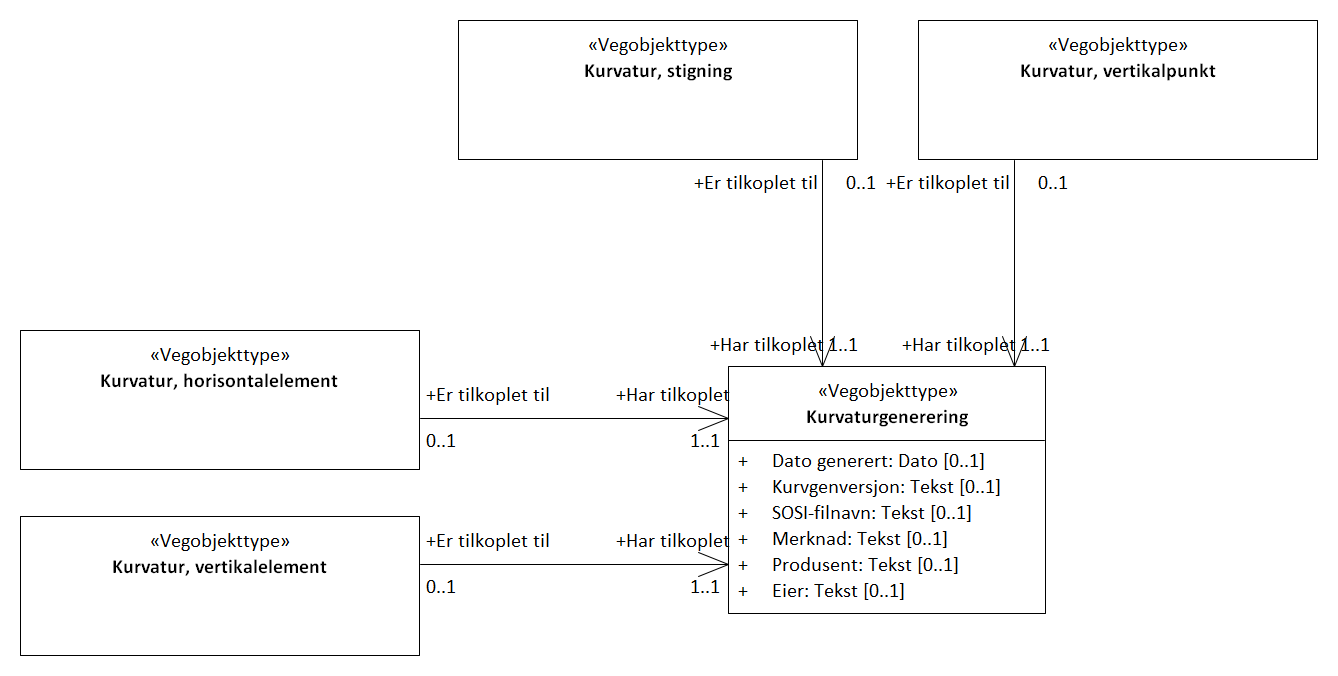 «Vegobjekttype»
Kurvatur, stigning
«Vegobjekttype»
Kurvatur, vertikalpunkt
+Er tilkoplet til
0..1
+Er tilkoplet til
0..1
+Har tilkoplet
1..1
+Har tilkoplet
1..1
«Vegobjekttype»
Kurvatur, horisontalelement
+Er tilkoplet til
+Har tilkoplet
0..1
1..1
«Vegobjekttype»
Kurvatur, vertikalelement
+Er tilkoplet til
+Har tilkoplet
0..1
1..1
«Vegobjekttype»
Kurvaturgenerering
+ Dato generert: Dato [0..1]
+ Kurvgenversjon: Tekst [0..1]
+ SOSI-filnavn: Tekst [0..1]
+ Merknad: Tekst [0..1]
+ Produsent: Tekst [0..1]
+ Eier: Tekst [0..1]